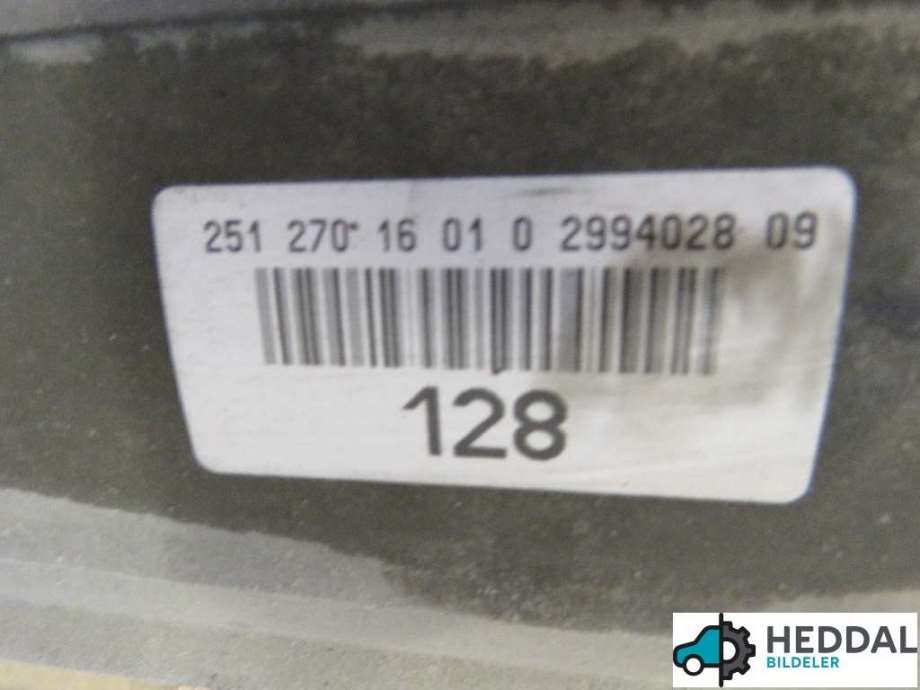 251 270 16 01 0 2994028 09
128
HEDDAL
BILDELER